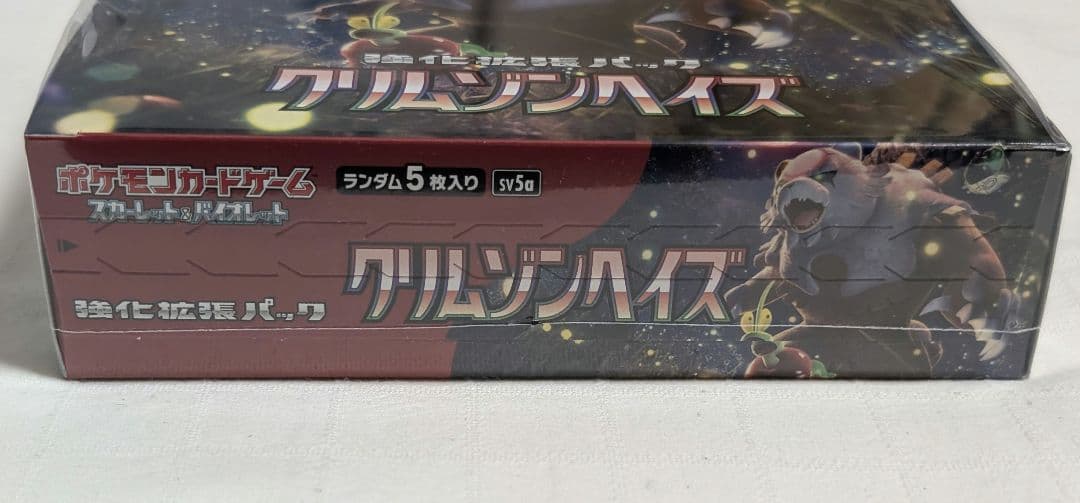 強化拡張パック
クリムゾンヘイズ
ポケモンカードゲーム
スカーレット&バイオレット
ランダム5枚入り sv5a
クリムゾンヘイズ
強化拡張パック